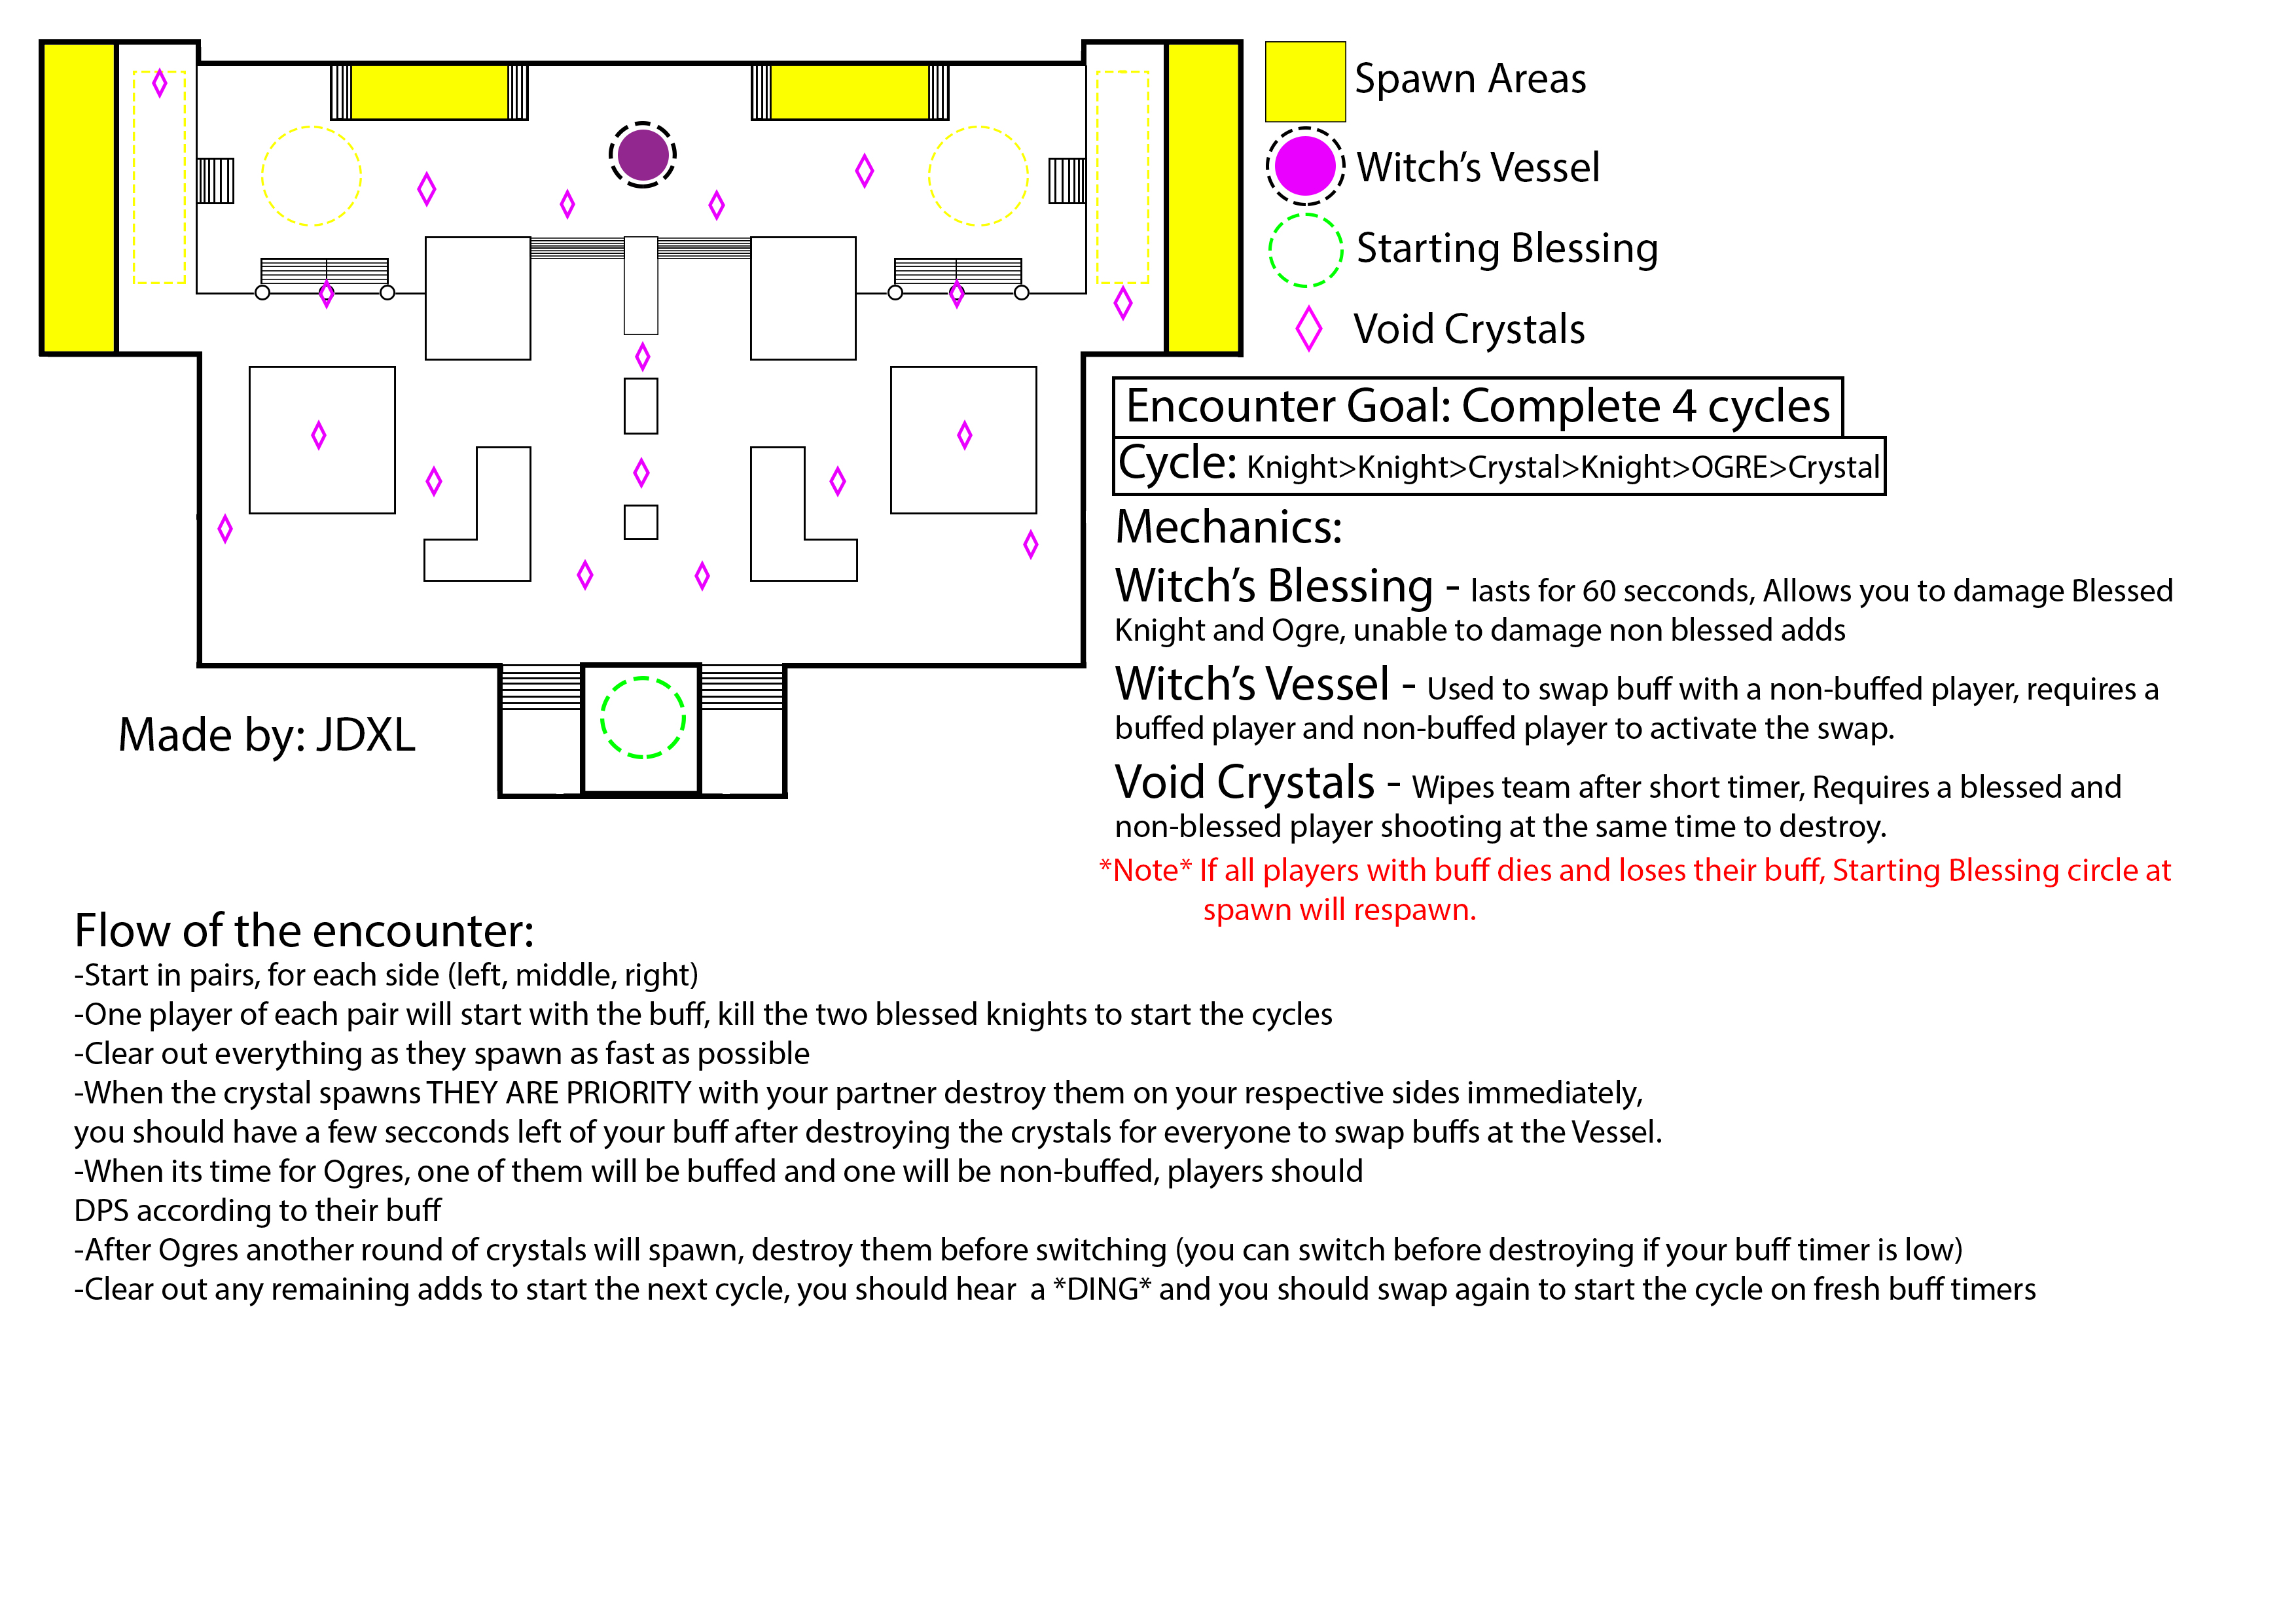 Spawn Areas
Witch's Vessel
Starting Blessing
Void Crystals
Encounter Goal: Complete 4 cycles
Cycle: Knight>Knight>Crystal>Knight>OGRE>Crystal
Mechanics:
Witch's Blessing - lasts for 60 secconds, Allows you to damage Blessed
Knight and Ogre, unable to damage non blessed adds
Witch's Vessel - Used to swap buff with a non-buffed player, requires a
buffed player and non-buffed player to activate the swap.
Void Crystals - Wipes team after short timer, Requires a blessed and
non-blessed player shooting at the same time to destroy.
*Note* If all players with buff dies and loses their buff, Starting Blessing circle at
spawn will respawn.
Made by: JDXL
Flow of the encounter:
-Start in pairs, for each side (left, middle, right)
-One player of each pair will start with the buff, kill the two blessed knights to start the cycles
-Clear out everything as they spawn as fast as possible
-When the crystal spawns THEY ARE PRIORITY with your partner destroy them on your respective sides immediately,
you should have a few secconds left of your buff after destroying the crystals for everyone to swap buffs at the Vessel.
-When its time for Ogres, one of them will be buffed and one will be non-buffed, players should
DPS according to their buff
-After Ogres another round of crystals will spawn, destroy them before switching (you can switch before destroying if your buff timer is low)
-Clear out any remaining adds to start the next cycle, you should hear  a *DING* and you should swap again to start the cycle on fresh buff timers